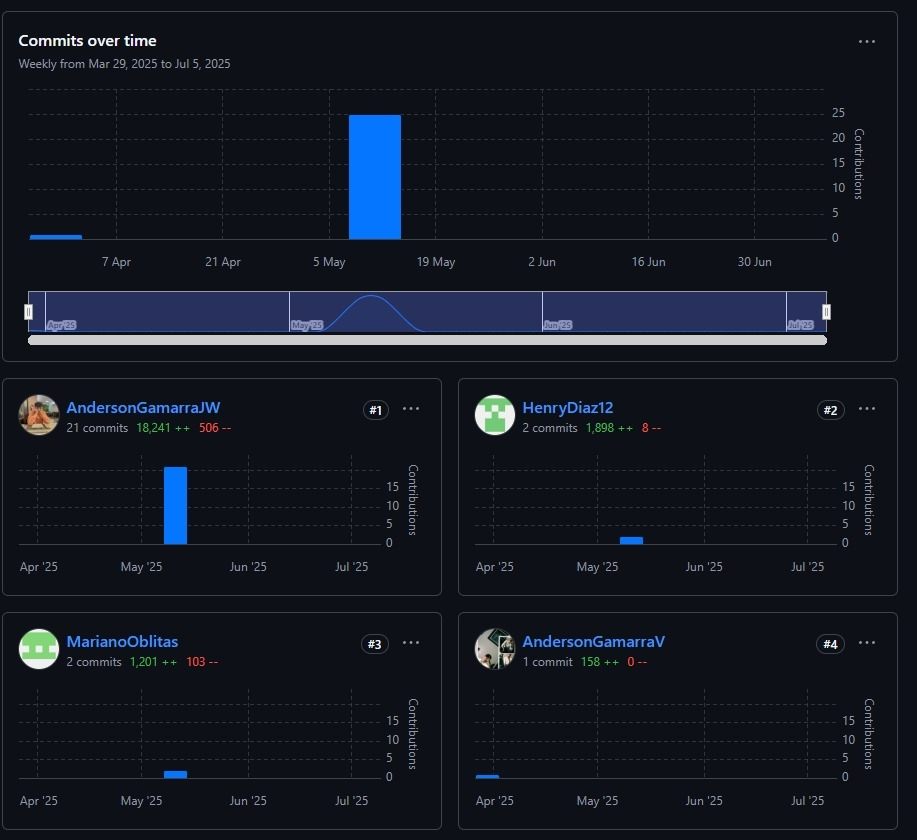 Commits over time
Weekly from Mar 29, 2025 to Jul 5, 2025
25
20
15
10
5
0
Contributions
7 Apr 21 Apr 5 May 19 May 2 Jun 16 Jun 30 Jun
Apr '25 May '25 Jun '25 Jul '25
AndersonGamarraJW #1
21 commits 18,241 ++ 506 --
15
10
5
0
Contributions
Apr '25 May '25 Jun '25 Jul '25
HenryDiaz12 #2
2 commits 1,898 ++ 8 --
15
10
5
0
Contributions
Apr '25 May '25 Jun '25 Jul '25
MarianoOblitas #3
2 commits 1,201 ++ 103 --
15
10
5
0
Contributions
Apr '25 May '25 Jun '25 Jul '25
AndersonGamarraV #4
1 commit 158 ++ 0 --
15
10
5
0
Contributions
Apr '25 May '25 Jun '25 Jul '25